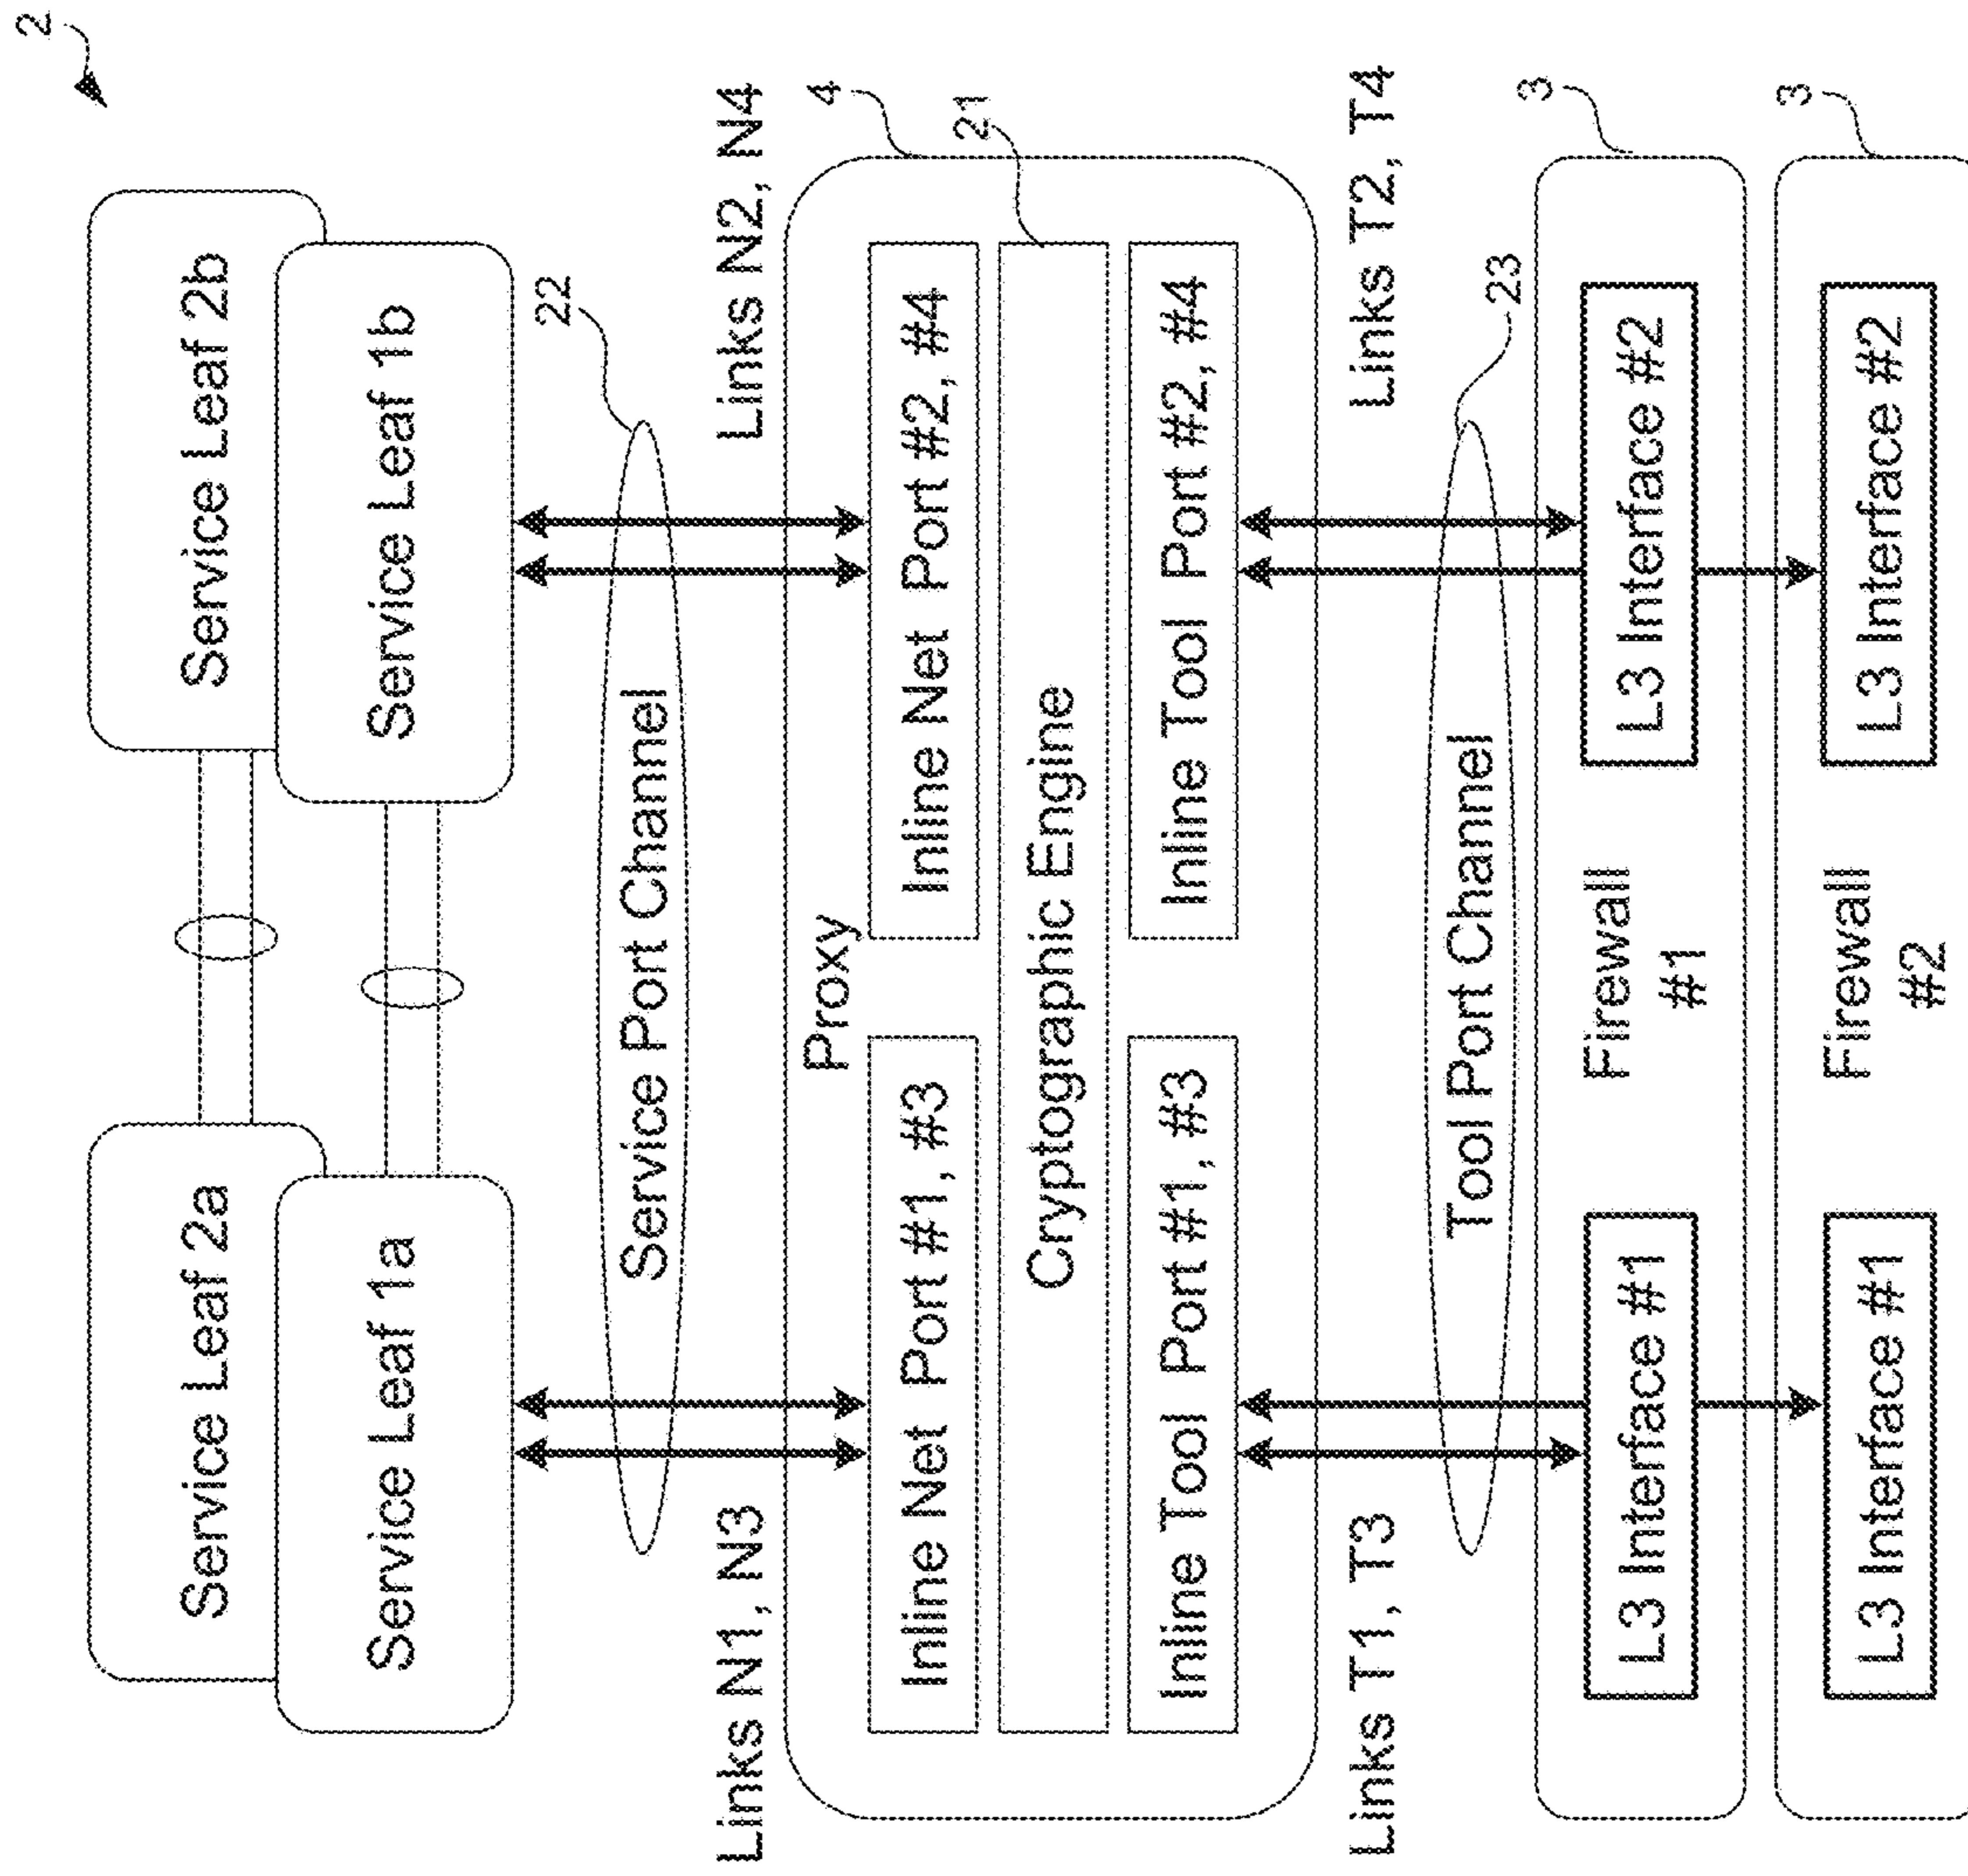 2
Service Leaf 2a
Service Leaf 2b
Service Leaf 1a
Service Leaf 1b
22
Service Port Channel
Links N1, N3
Links N2, N4
4
Proxy
21
Inline Net Port #1, #3
Inline Net Port #2, #4
Cryptographic Engine
Inline Tool Port #1, #3
Inline Tool Port #2, #4
Links T1, T3
Links T2, T4
Tool Port Channel
23
3
L3 Interface #1
Firewall
#1
L3 Interface #2
3
L3 Interface #1
Firewall
#2
L3 Interface #2